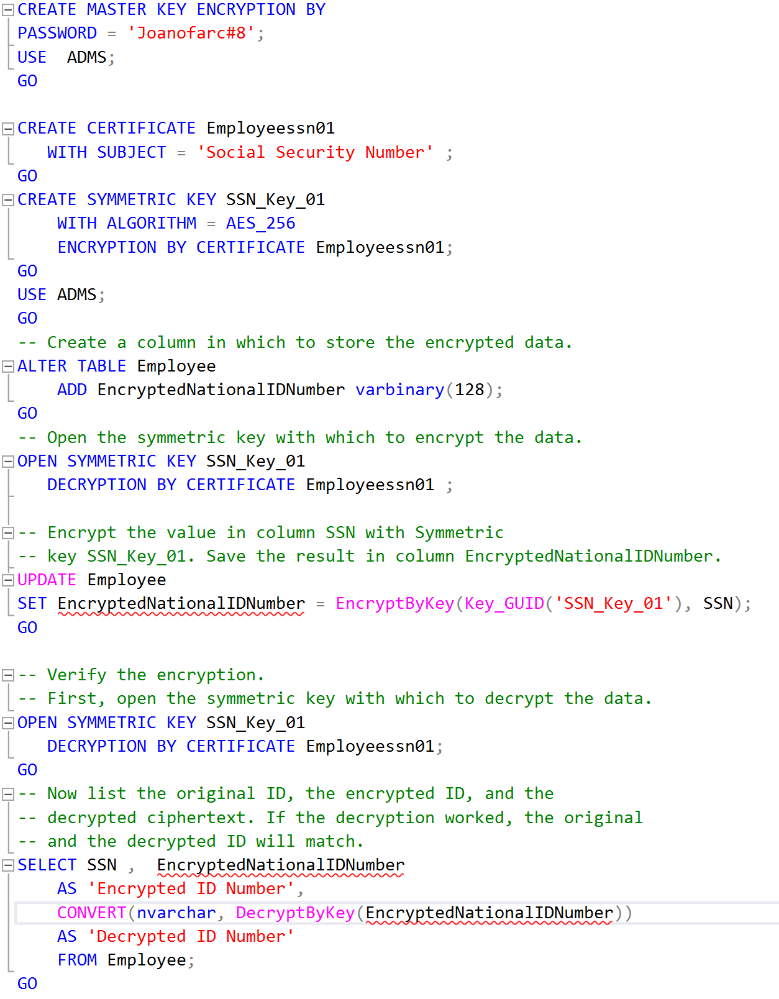 CREATE MASTER KEY ENCRYPTION BY
PASSWORD = 'Joanofarc#8';
USE  ADMS;
GO
CREATE CERTIFICATE Employeessn01
WITH SUBJECT = 'Social Security Number' ;
GO
CREATE SYMMETRIC KEY SSN_Key_01
WITH ALGORITHM = AES_256
ENCRYPTION BY CERTIFICATE Employeessn01;
GO
USE ADMS;
GO
-- Create a column in which to store the encrypted data.
ALTER TABLE Employee
ADD EncryptedNationalIDNumber varbinary(128);
GO
-- Open the symmetric key with which to encrypt the data.
OPEN SYMMETRIC KEY SSN_Key_01
DECRYPTION BY CERTIFICATE Employeessn01 ;
-- Encrypt the value in column SSN with Symmetric
-- key SSN_Key_01. Save the result in column EncryptedNationalIDNumber.
UPDATE Employee
SET EncryptedNationalIDNumber = EncryptByKey(Key_GUID('SSN_Key_01'), SSN);
GO
-- Verify the encryption.
-- First, open the symmetric key with which to decrypt the data.
OPEN SYMMETRIC KEY SSN_Key_01
DECRYPTION BY CERTIFICATE Employeessn01;
GO
-- Now list the original ID, the encrypted ID, and the
-- decrypted ciphertext. If the decryption worked, the original
-- and the decrypted ID will match.
SELECT SSN ,  EncryptedNationalIDNumber
AS 'Encrypted ID Number',
CONVERT(nvarchar, DecryptByKey(EncryptedNationalIDNumber))
AS 'Decrypted ID Number'
FROM Employee;
GO